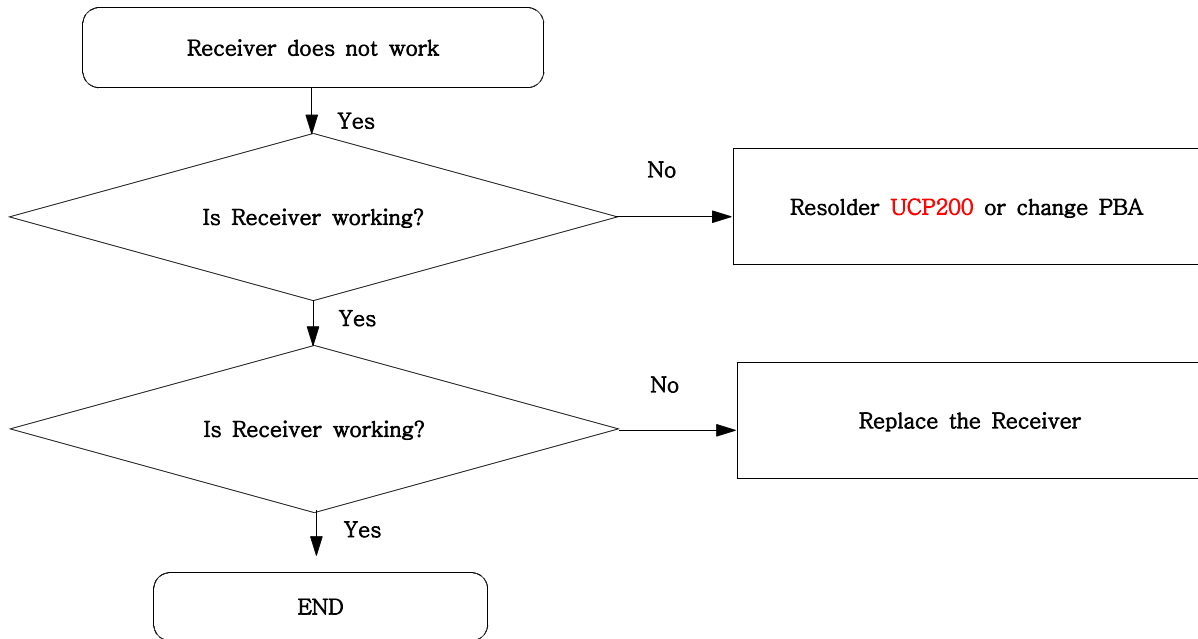 Receiver does not work
Yes
No
Is Receiver working?
Resolder UCP200 or change PBA
Yes
No
Is Receiver working?
Replace the Receiver
Yes
END